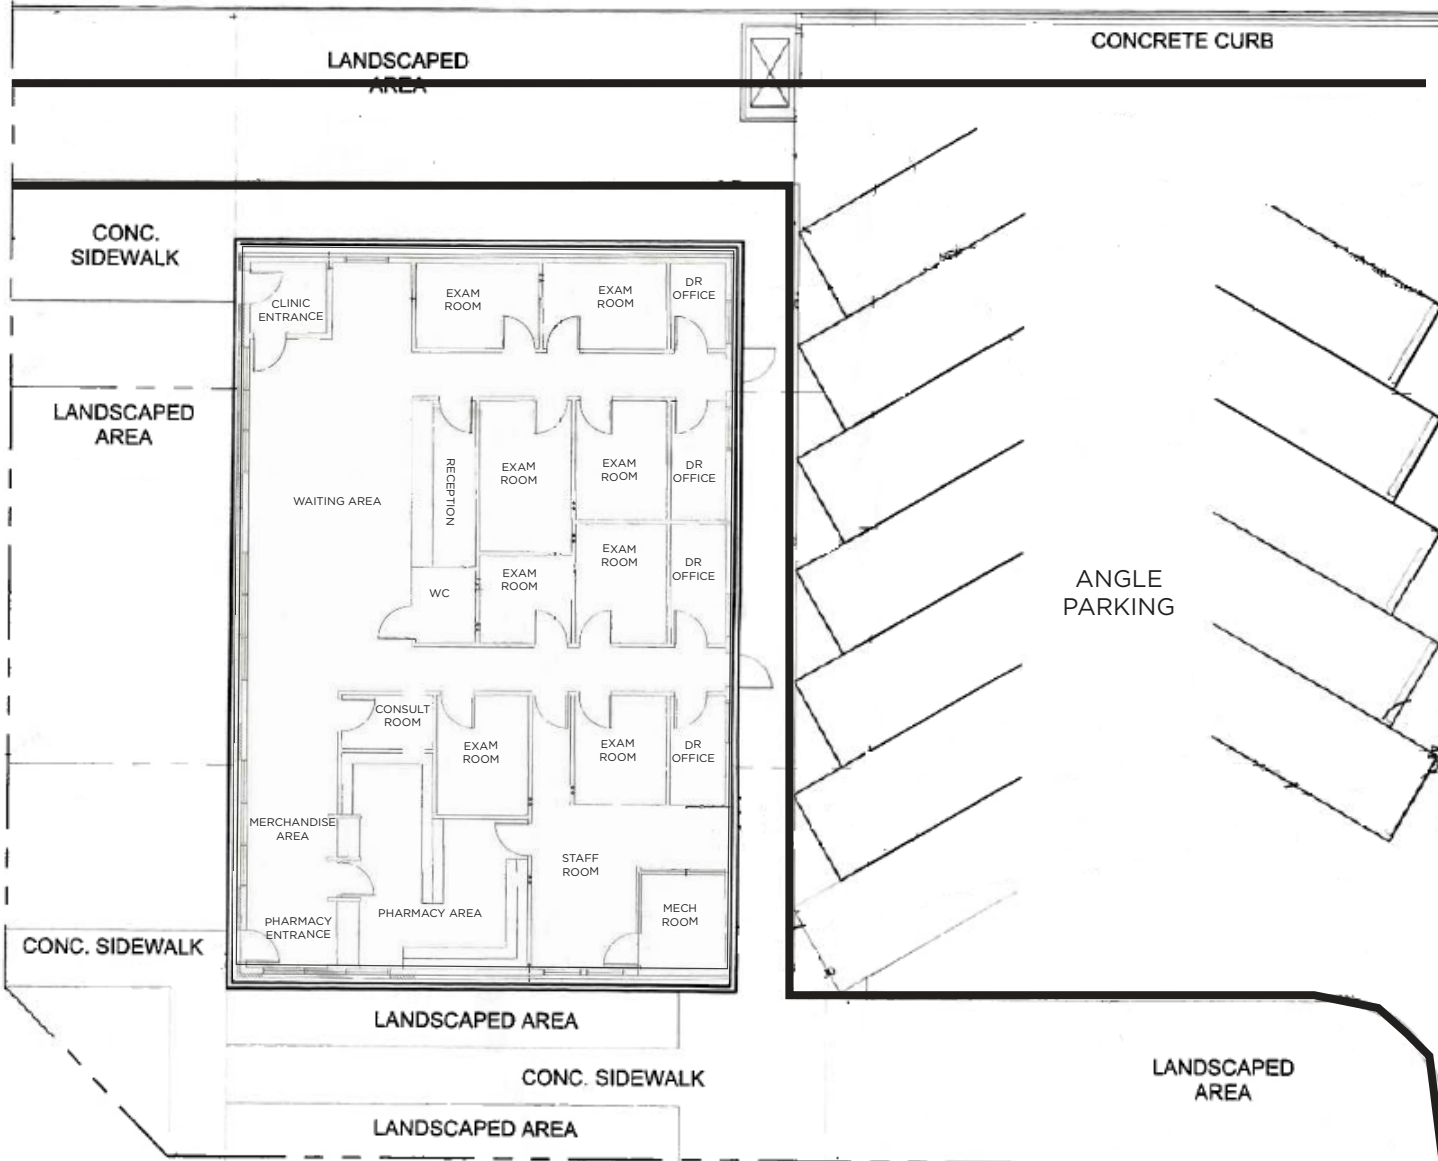 LANDSCAPED
AREA
CONCRETE CURB
CONC.
SIDEWALK
CLINIC
ENTRANCE
EXAM
ROOM
EXAM
ROOM
DR
OFFICE
LANDSCAPED
AREA
WAITING AREA
RECEPTION
EXAM
ROOM
EXAM
ROOM
DR
OFFICE
WC
EXAM
ROOM
EXAM
ROOM
DR
OFFICE
ANGLE
PARKING
CONSULT
ROOM
EXAM
ROOM
EXAM
ROOM
DR
OFFICE
MERCHANDISE
AREA
STAFF
ROOM
PHARMACY
ENTRANCE
PHARMACY AREA
MECH
ROOM
CONC. SIDEWALK
LANDSCAPED AREA
CONC. SIDEWALK
LANDSCAPED
AREA
LANDSCAPED AREA